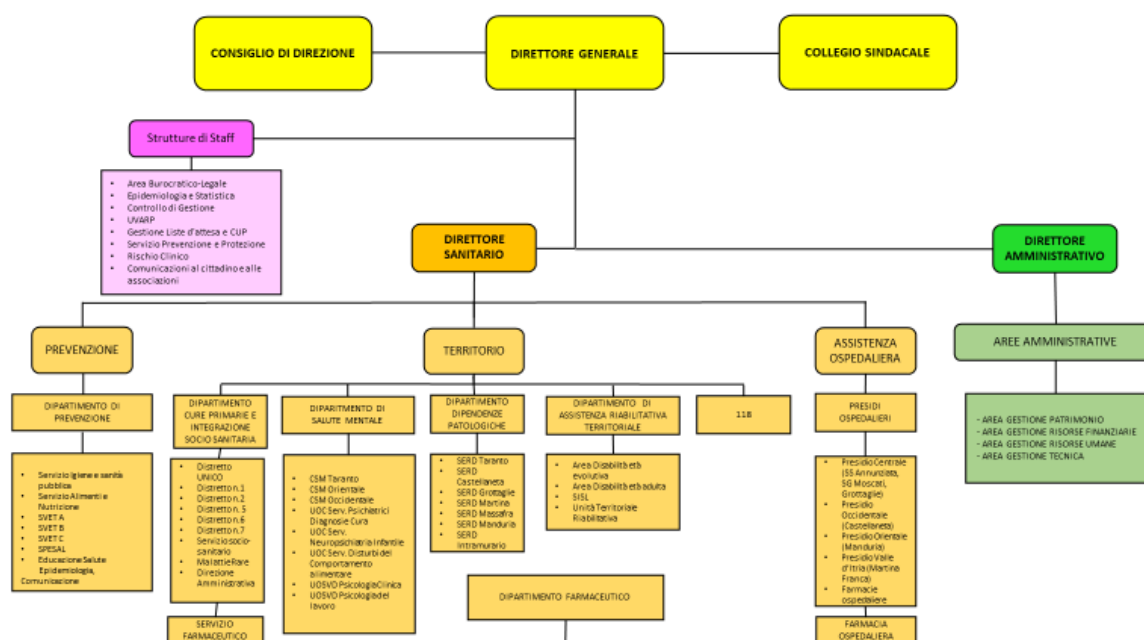 CONSIGLIO DI DIREZIONE
DIRETTORE GENERALE
COLLEGIO SINDACALE
Strutture di Staff
• Area Burocratico-Legale
• Epidemiologia e Statistica
• Controllo di Gestione
• UVARP
• Gestione Liste d'attesa e CUP
• Servizio Prevenzione e Protezione
• Rischio Clinico
• Comunicazioni al cittadino e alle
associazioni
DIRETTORE
SANITARIO
DIRETTORE
AMMINISTRATIVO
PREVENZIONE
TERRITORIO
ASSISTENZA
OSPEDALIERA
AREE AMMINISTRATIVE
DIPARTIMENTO DI
PREVENZIONE
DIPARTIMENTO
CURE PRIMARIE E
INTEGRAZIONE
SOCIO SANITARIA
DIPARITMENTO DI
SALUTE MENTALE
DIPARTIMENTO
DIPENDENZE
PATOLOGICHE
DIPARTIMENTO DI
ASSISTENZA RIABILITATIVA
TERRITORIALE
118
PRESIDI
OSPEDALIERI
- AREA GESTIONE PATRIMONIO
- AREA GESTIONE RISORSE FINANZIARIE
- AREA GESTIONE RISORSE UMANE
- AREA GESTIONE TECNICA
• Servizio Igiene e sanità
pubblica
• Servizio Alimenti e
Nutrizione
• SVET A
• SVET B
• SVET C
• SPESAL
• Educazione Salute
Epidemiologia,
Comunicazione
• Distretto
UNICO
• Distretto n.1
• Distretto n.2
• Distretto n. 5
• Distretto n.6
• Distretto n.7
• Servizio socio-
sanitario
• Malattie Rare
• Direzione
Amministrativa
• CSM Taranto
• CSM Orientale
• CSM Occidentale
• UOC Serv. Psichiatrici
Diagnosie Cura
• UOC Serv.
Neuropsichiatria Infantile
• UOC Serv. Disturbi del
Comportamento
alimentare
• UOSVD Psicologia Clinica
• UOSVD Psicologia del
lavoro
• SERD Taranto
• SERD
Castellaneta
• SERD Grottaglie
• SERD Martina
• SERD Massafra
• SERD Manduria
• SERD
Intramurario
• Area Disabilità età
evolutiva
• Area Disabilità età adulta
• SISL
• Unità Territoriale
Riabilitativa
• Presidio Centrale
(SS Annunziata,
SG Moscati,
Grottaglie)
• Presidio
Occidentale
(Castellaneta)
• Presidio Orientale
(Manduria)
• Presidio Valle
d'Itria (Martina
Franca)
• Farmacie
ospedaliere
DIPARTIMENTO FARMACEUTICO
SERVIZIO
FARMACEUTICO
FARMACIA
OSPEDALIERA